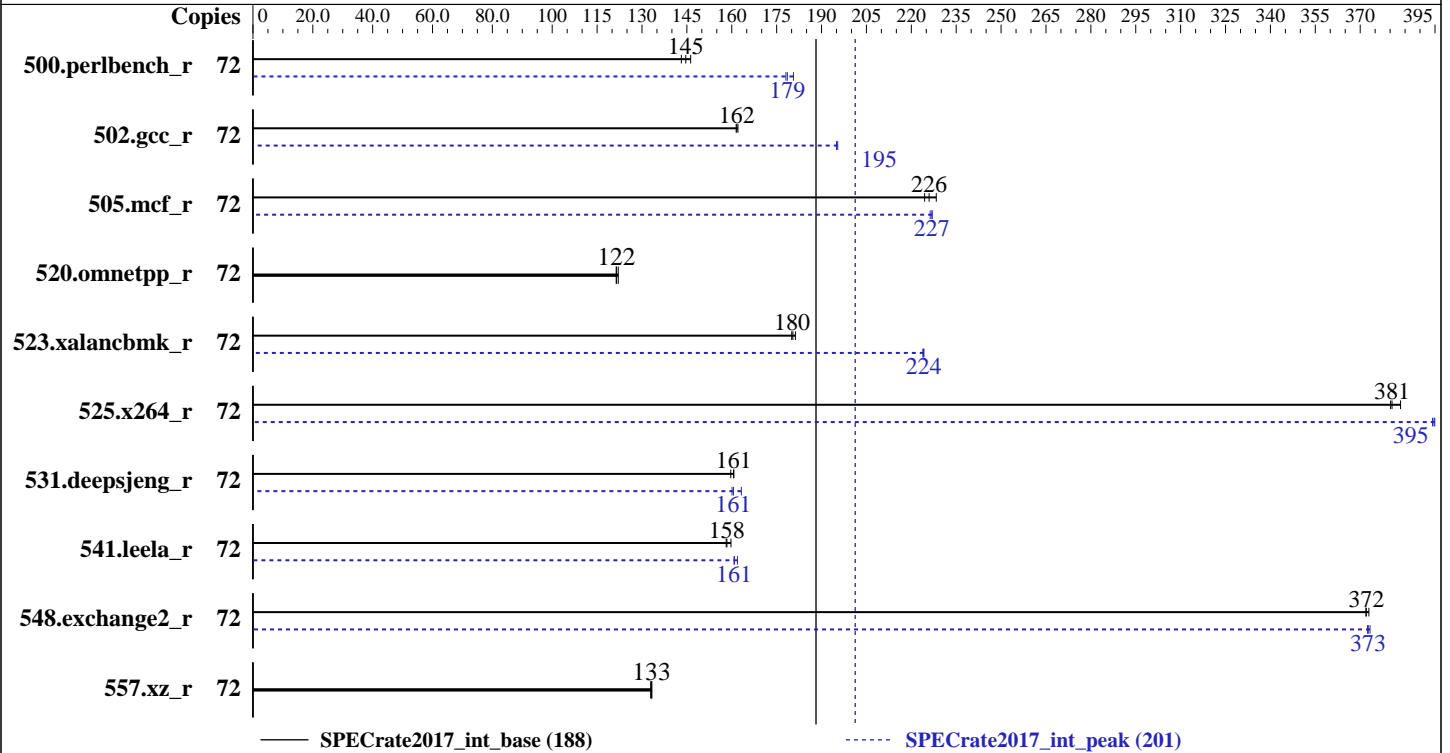 Copies 0 20.0 40.0 60.0 80.0 100 115 130 145 160 175 190 205 220 235 250 265 280 295 310 325 340 355 370 395
145
500.perlbench_r 72
179
162
502.gcc_r 72
195
226
505.mcf_r 72
227
122
520.omnetpp_r 72
180
523.xalancbmk_r 72
224
381
525.x264_r 72
395
161
531.deepsjeng_r 72
161
158
541.leela_r 72
161
372
548.exchange2_r 72
373
133
557.xz_r 72
SPECrate2017_int_base (188) SPECrate2017_int_peak (201)